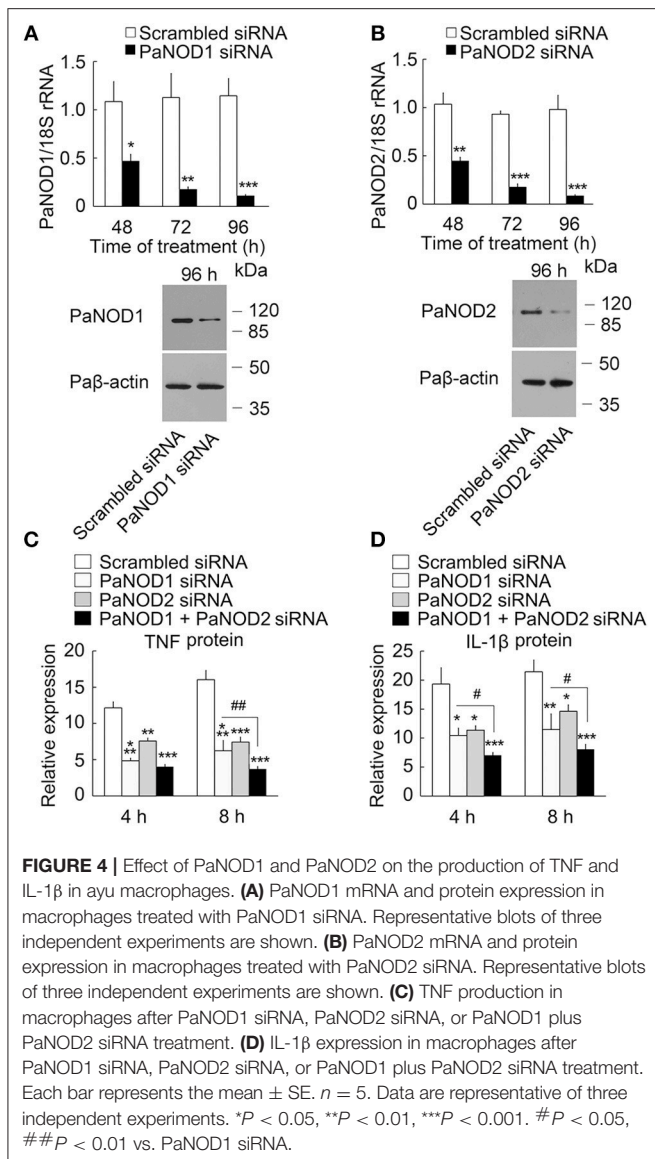 A
Scrambled siRNA
PaNOD1 siRNA
PaNOD1/18S rRNA
1.5
1.0
0.5
0
*
**
***
48 72 96
Time of treatment (h)
96 h kDa
PaNOD1
120
85
Paβ-actin
50
35
Scrambled siRNA
PaNOD1 siRNA
B
Scrambled siRNA
PaNOD2 siRNA
PaNOD2/18S rRNA
1.5
1.0
0.5
0
**
***
***
48 72 96
Time of treatment (h)
96 h kDa
PaNOD2
120
85
Paβ-actin
50
35
Scrambled siRNA
PaNOD2 siRNA
C
Scrambled siRNA
PaNOD1 siRNA
PaNOD2 siRNA
PaNOD1 + PaNOD2 siRNA
TNF protein
Relative expression
20
15
10
5
0
*
**
**
***
##
*
**
***
***
4 h 8 h
D
Scrambled siRNA
PaNOD1 siRNA
PaNOD2 siRNA
PaNOD1 + PaNOD2 siRNA
IL-1β protein
Relative expression
25
20
15
10
5
0
#
* *
***
#
**
*
***
4 h 8 h
FIGURE 4 | Effect of PaNOD1 and PaNOD2 on the production of TNF and
IL-1β in ayu macrophages. (A) PaNOD1 mRNA and protein expression in
macrophages treated with PaNOD1 siRNA. Representative blots of three
independent experiments are shown. (B) PaNOD2 mRNA and protein
expression in macrophages treated with PaNOD2 siRNA. Representative blots
of three independent experiments are shown. (C) TNF production in
macrophages after PaNOD1 siRNA, PaNOD2 siRNA, or PaNOD1 plus
PaNOD2 siRNA treatment. (D) IL-1β expression in macrophages after
PaNOD1 siRNA, PaNOD2 siRNA, or PaNOD1 plus PaNOD2 siRNA treatment.
Each bar represents the mean ± SE. n = 5. Data are representative of three
independent experiments. *P < 0.05, **P < 0.01, ***P < 0.001. #P < 0.05,
##P < 0.01 vs. PaNOD1 siRNA.